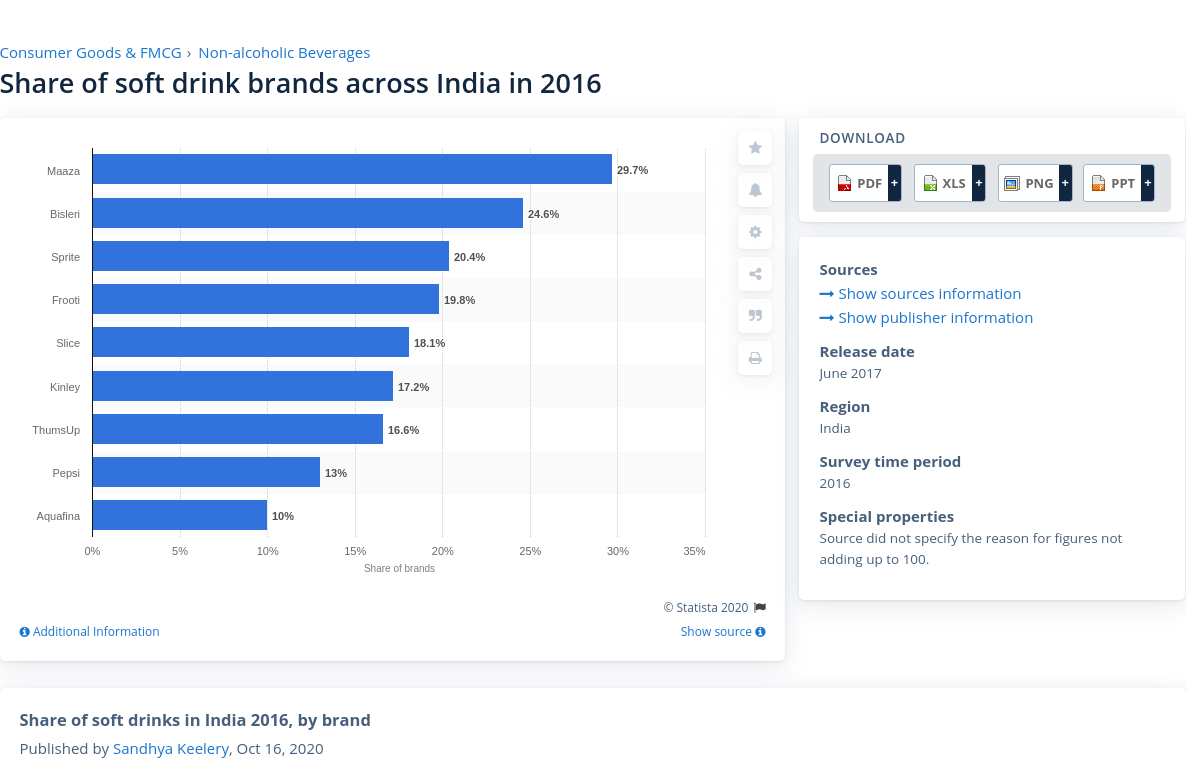 Consumer Goods & FMCG › Non-alcoholic Beverages
Share of soft drink brands across India in 2016
Maaza 29.7%
Bisleri 24.6%
Sprite 20.4%
Frooti 19.8%
Slice 18.1%
Kinley 17.2%
ThumsUp 16.6%
Pepsi 13%
Aquafina 10%
0% 5% 10% 15% 20% 25% 30% 35%
Share of brands
© Statista 2020
Additional Information
Show source
DOWNLOAD
PDF + XLS + PNG + PPT +
Sources
Show sources information
Show publisher information
Release date
June 2017
Region
India
Survey time period
2016
Special properties
Source did not specify the reason for figures not
adding up to 100.
Share of soft drinks in India 2016, by brand
Published by Sandhya Keelery, Oct 16, 2020